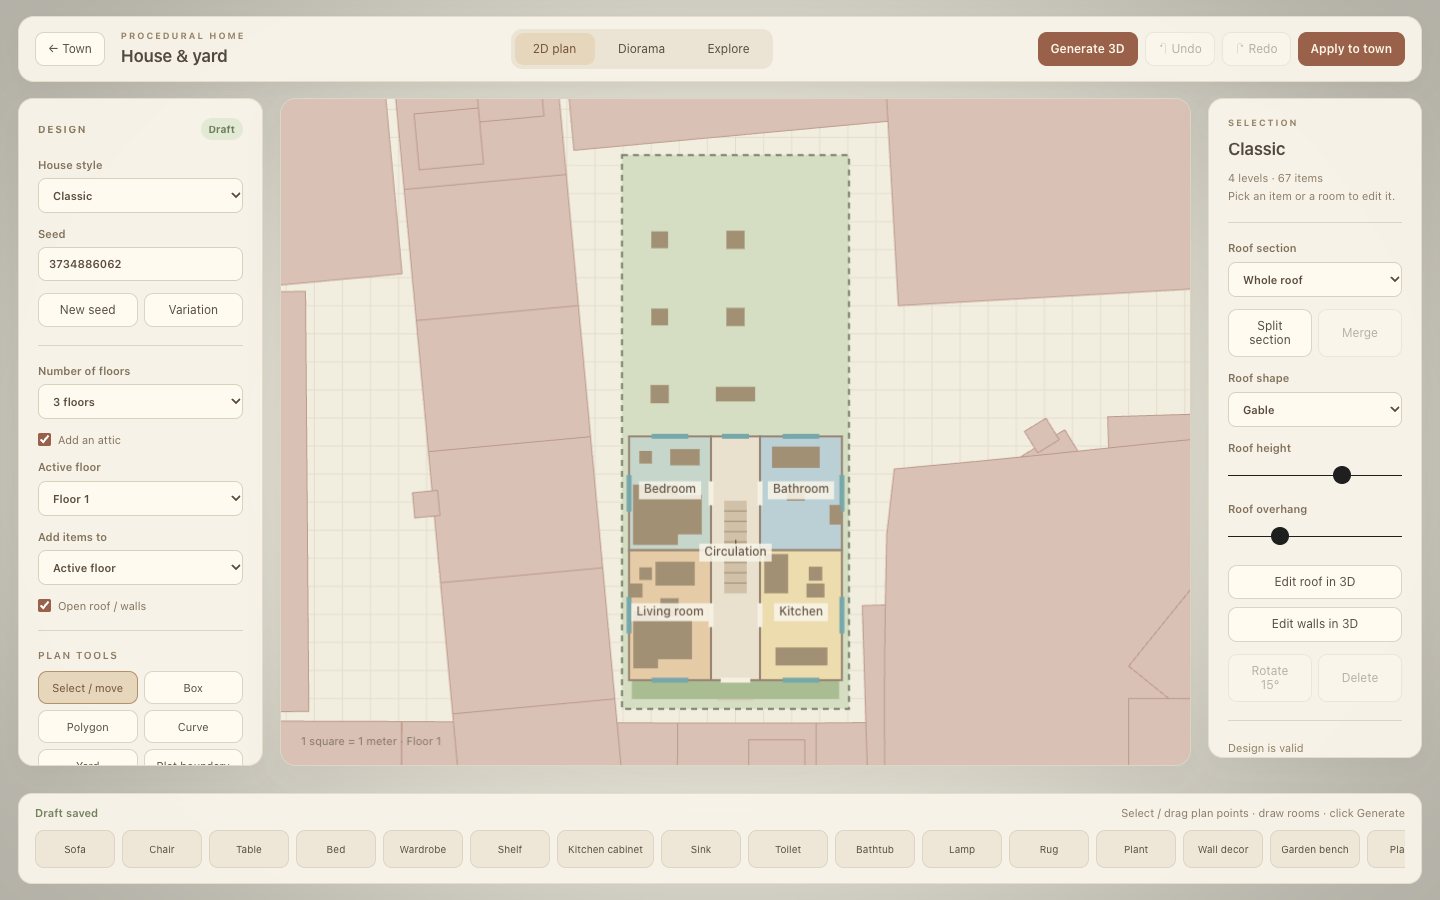 ← Town
PROCEDURAL HOME
House & yard
2D plan
Diorama
Explore
Generate 3D
Undo
Redo
Apply to town
DESIGN
Draft
House style
Classic
Seed
3734886062
New seed
Variation
Number of floors
3 floors
Add an attic
Active floor
Floor 1
Add items to
Active floor
Open roof / walls
PLAN TOOLS
Select / move
Box
Polygon
Curve
Yard
Plot boundary
Bedroom
Bathroom
Circulation
Living room
Kitchen
1 square = 1 meter · Floor 1
SELECTION
Classic
4 levels · 67 items
Pick an item or a room to edit it.
Roof section
Whole roof
Split
section
Merge
Roof shape
Gable
Roof height
Roof overhang
Edit roof in 3D
Edit walls in 3D
Rotate
15°
Delete
Design is valid
Draft saved
Select / drag plan points · draw rooms · click Generate
Sofa
Chair
Table
Bed
Wardrobe
Shelf
Kitchen cabinet
Sink
Toilet
Bathtub
Lamp
Rug
Plant
Wall decor
Garden bench
Pla